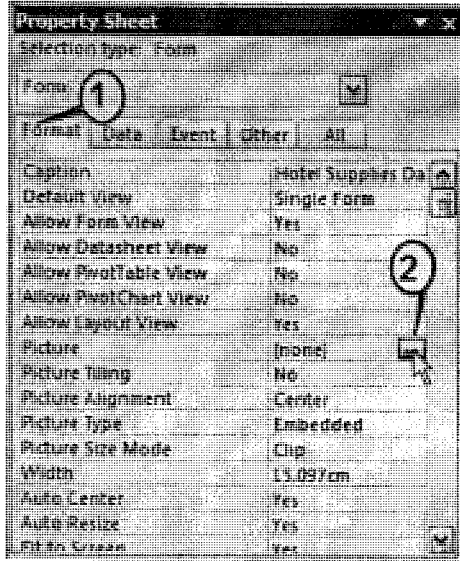 Property Sheet
Selection type: Form
Form
1
Format Data Event Other All
Caption Hotel Supplies Da
Default View Single Form
Allow Form View Yes
Allow Datasheet View No
Allow PivotTable View No
2
Allow PivotChart View No
Allow Layout View Yes
Picture (none)
Picture Tiling No
Picture Alignment Center
Picture Type Embedded
Picture Size Mode Clip
Width 15.097cm
Auto Center Yes
Auto Resize Yes
Fit to Screen Yes